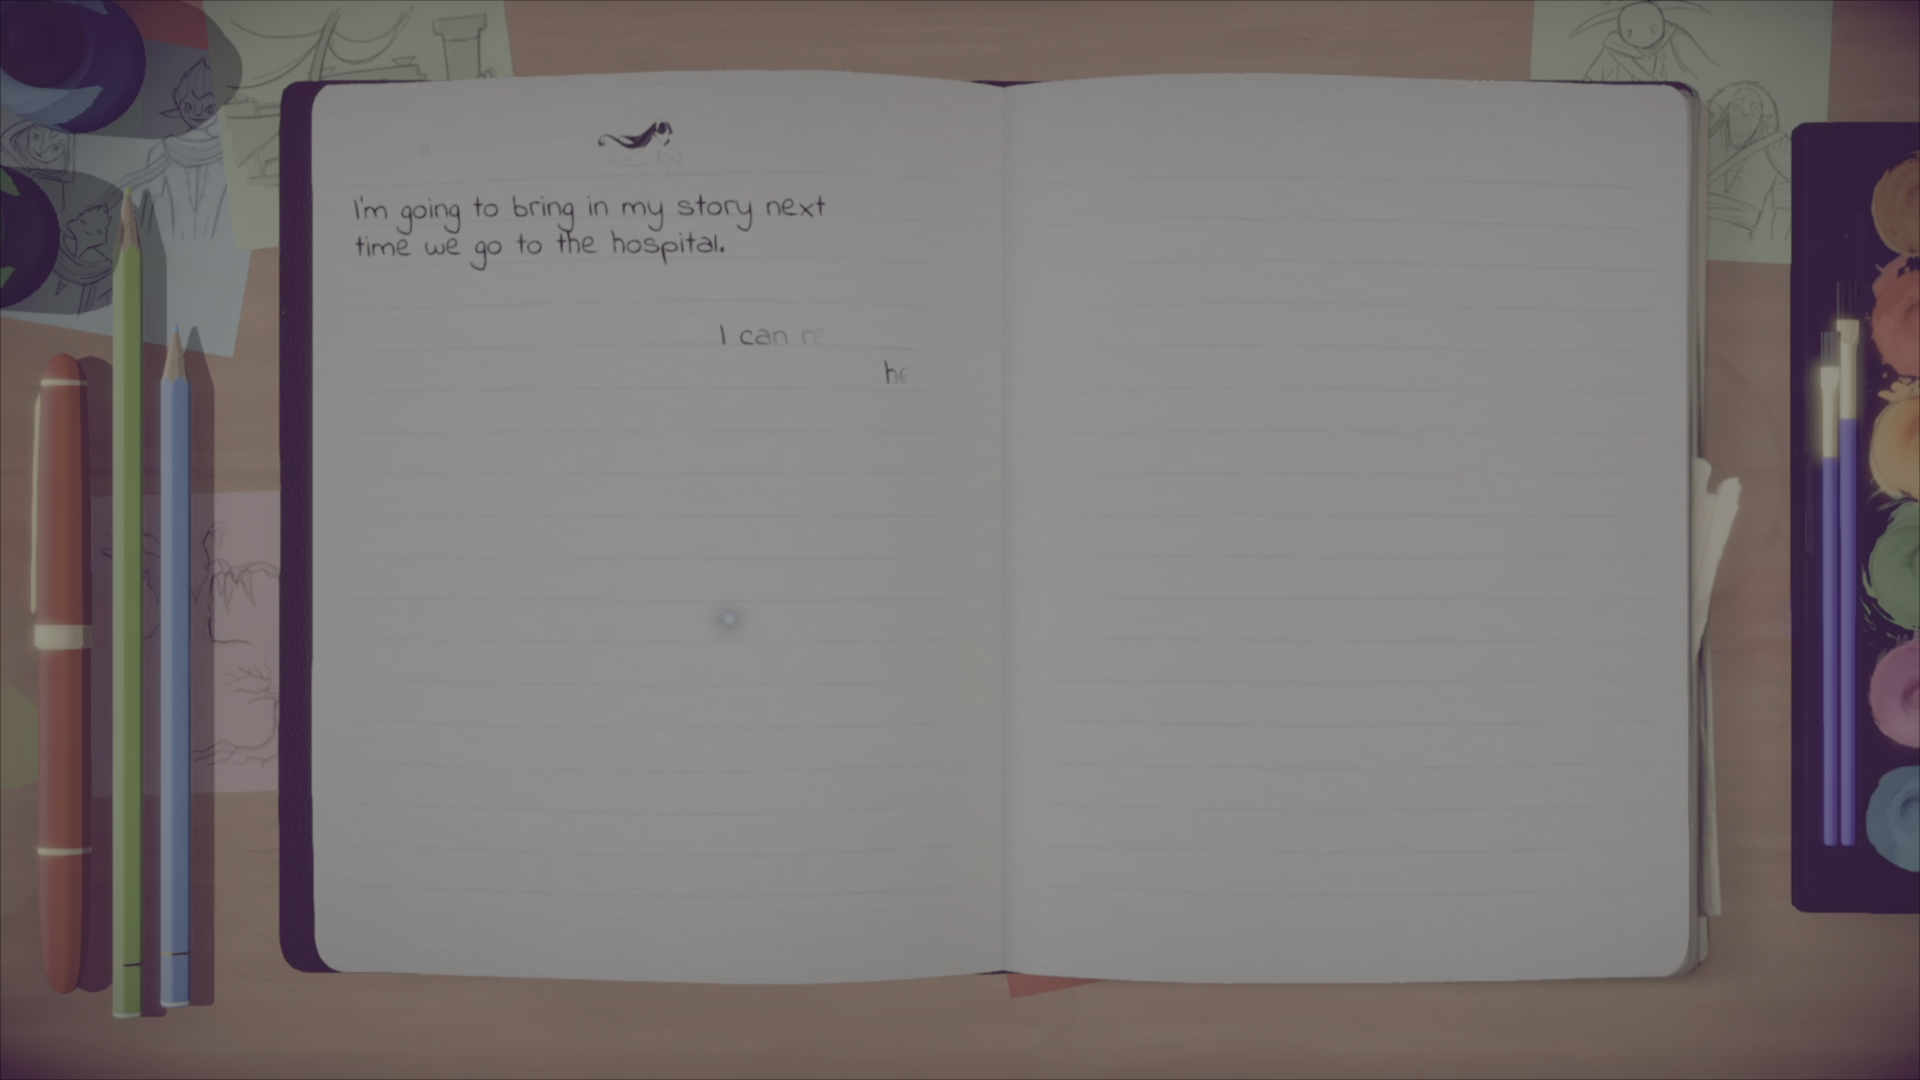 I'm going to bring in my story next
time we go to the hospital.
I can